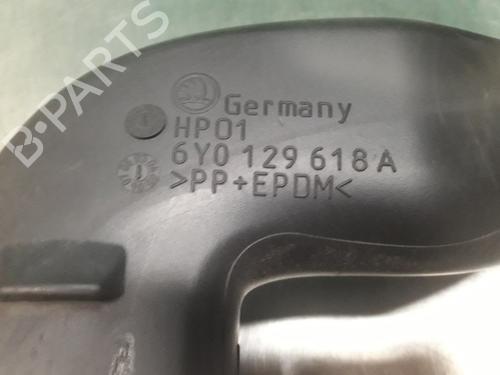 B-PARTS
Germany
HP01
6Y0 129 618 A
>PP+EPDM<